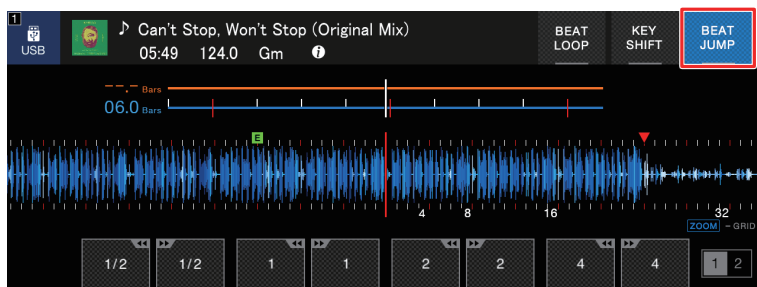 1
USB
Can't Stop, Won't Stop (Original Mix)
05:49 124.0 Gm i
BEAT LOOP
KEY SHIFT
BEAT JUMP
--.- Bars
06.0 Bars
E
4 8 16 32
ZOOM - GRID
1/2 1/2 1 1 2 2 4 4 1 2